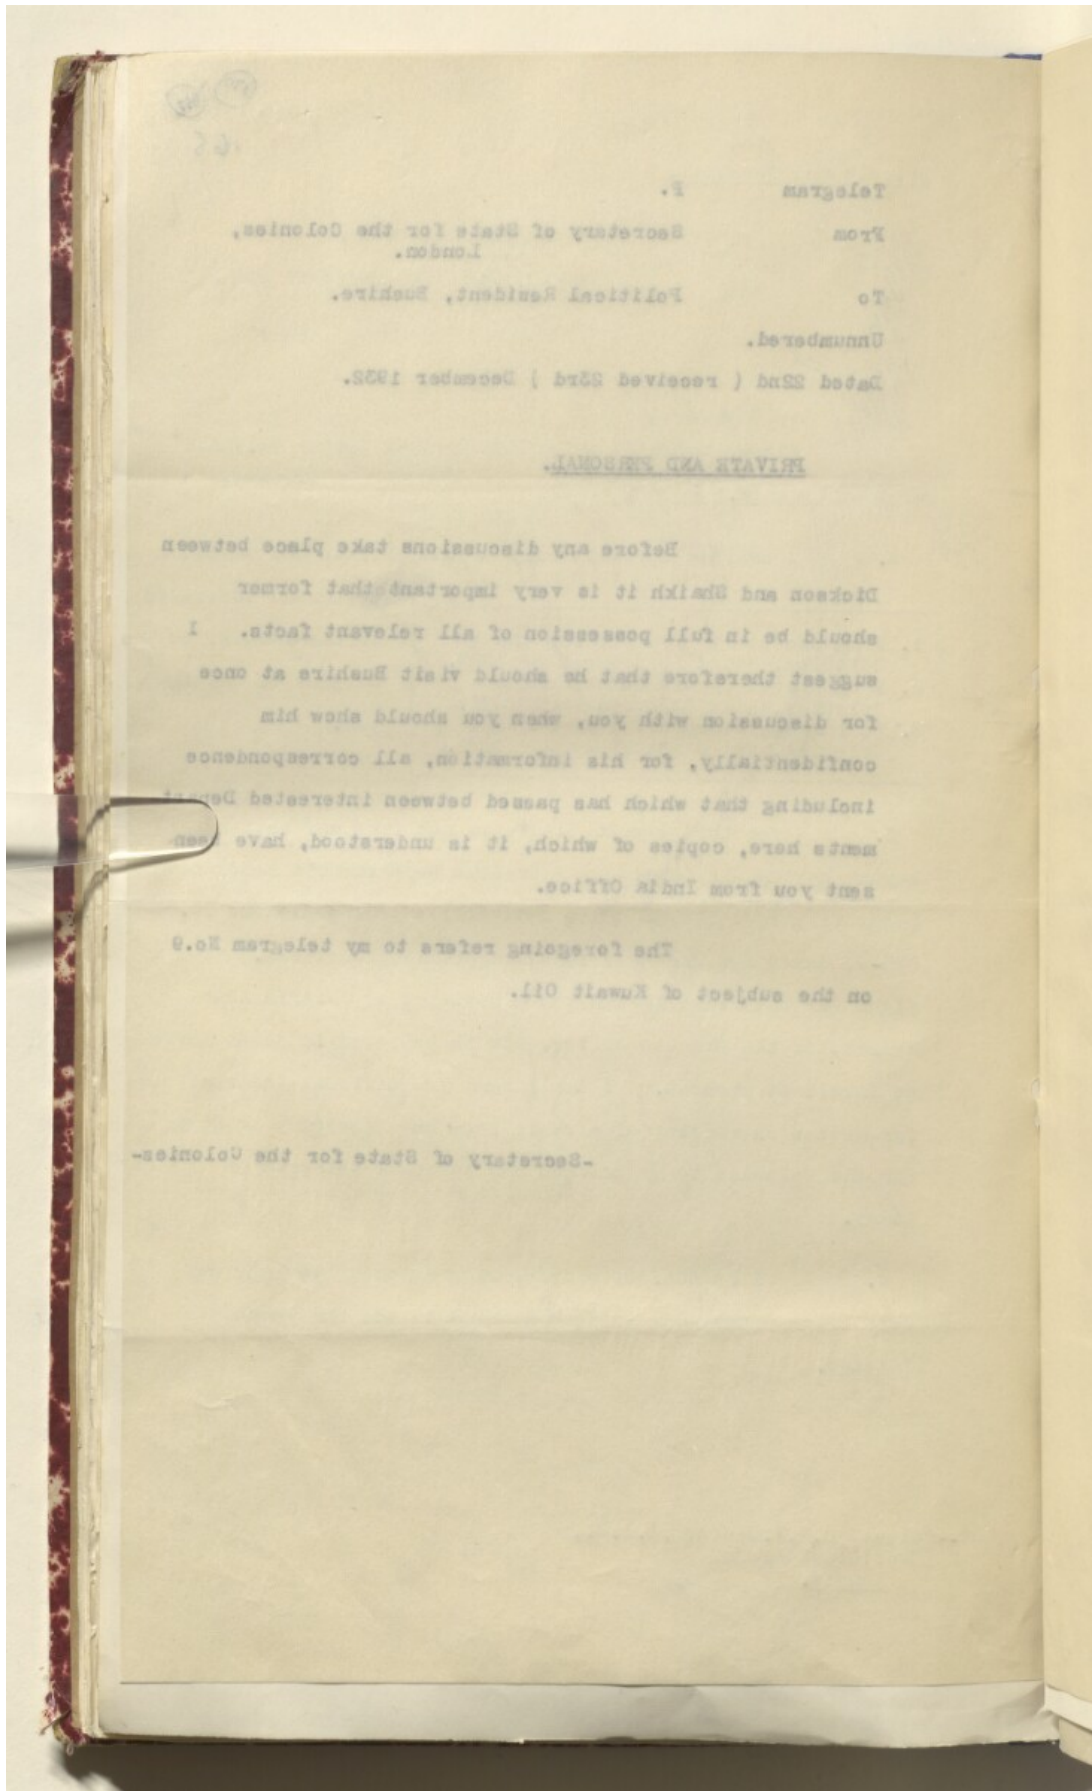 Telegram P.
From Secretary of State for the Colonies,
London.
To Political Resident, Bushire.
Unnumbered.
Dated 22nd ( received 23rd ) December 1932.
PRIVATE AND PERSONAL.
Before any discussions take place between
Dickson and Shaikh it is very important that former
should be in full possession of all relevant facts. I
suggest therefore that he should visit Bushire at once
for discussion with you, when you should show him
confidentially, for his information, all correspondence
including that which has passed between interested Depart
ments here, copies of which, it is understood, have been
sent you from India Office.
The foregoing refers to my telegram No.9
on the subject of Kuwait Oil.
-Secretary of State for the Colonies-